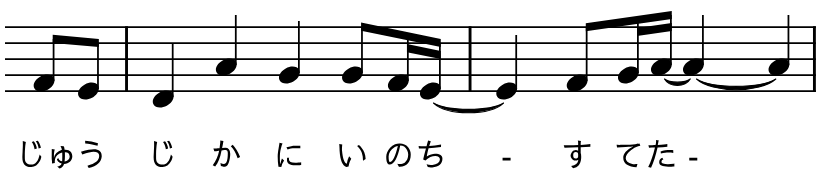 じゅう じ か に い のち - す てた -